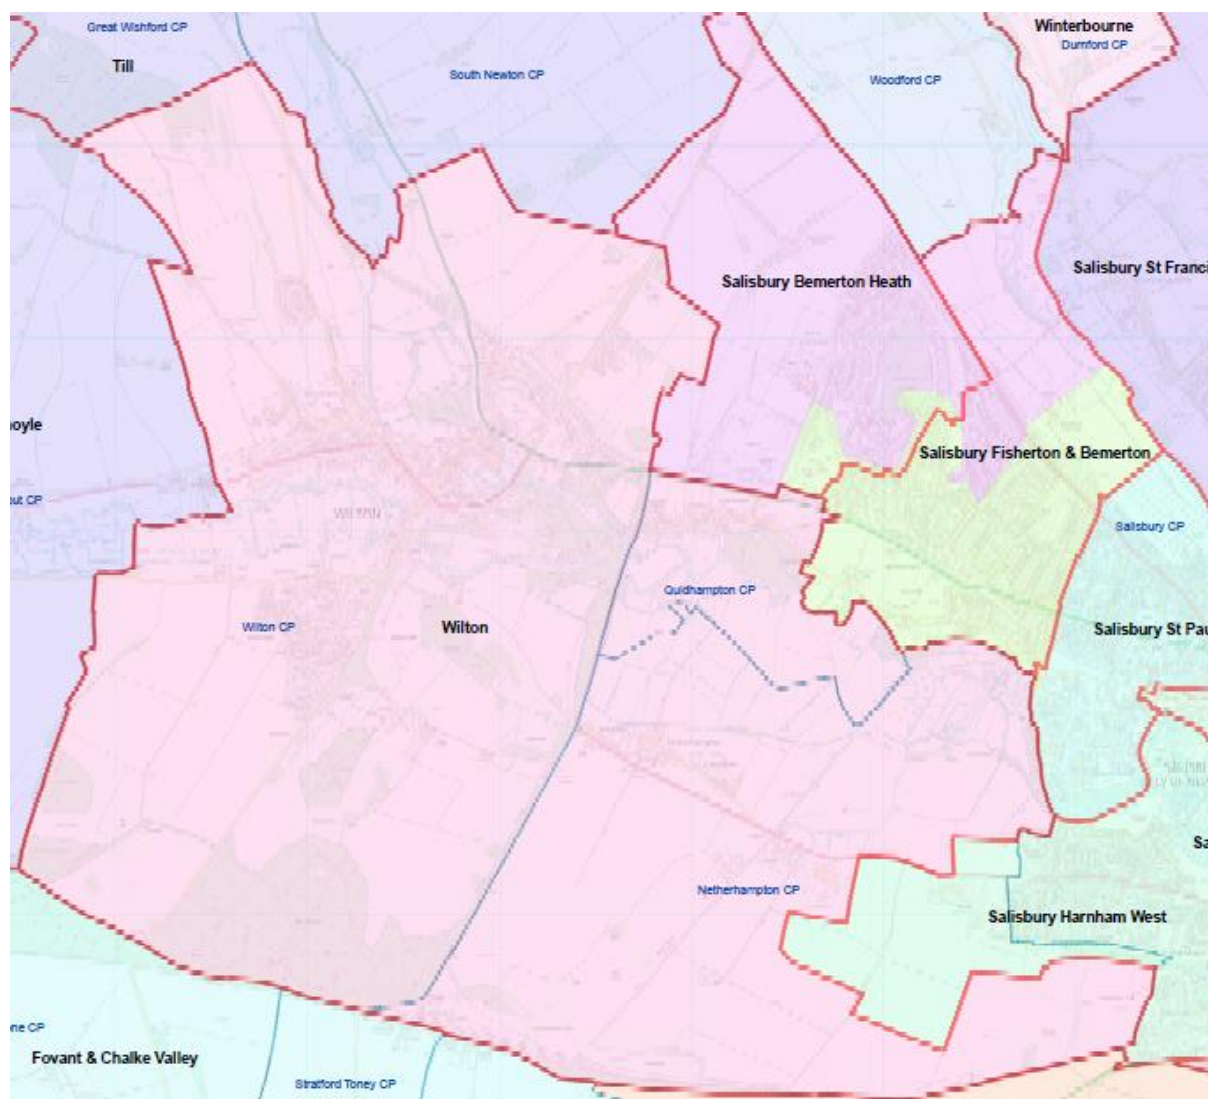 Great Wishford CP
Winterbourne
Durnford CP
Till
South Newton CP
Woodford CP
Salisbury St Franci
Salisbury Bemerton Heath
oyle
Salisbury Fisherton & Bemerton
ut CP
WILTON
Salisbury CP
Quidhampton CP
Wilton CP
Wilton
Salisbury St Pau
Sa
Netherhampton CP
Salisbury Harnham West
ne CP
Fovant & Chalke Valley
Stratford Toney CP